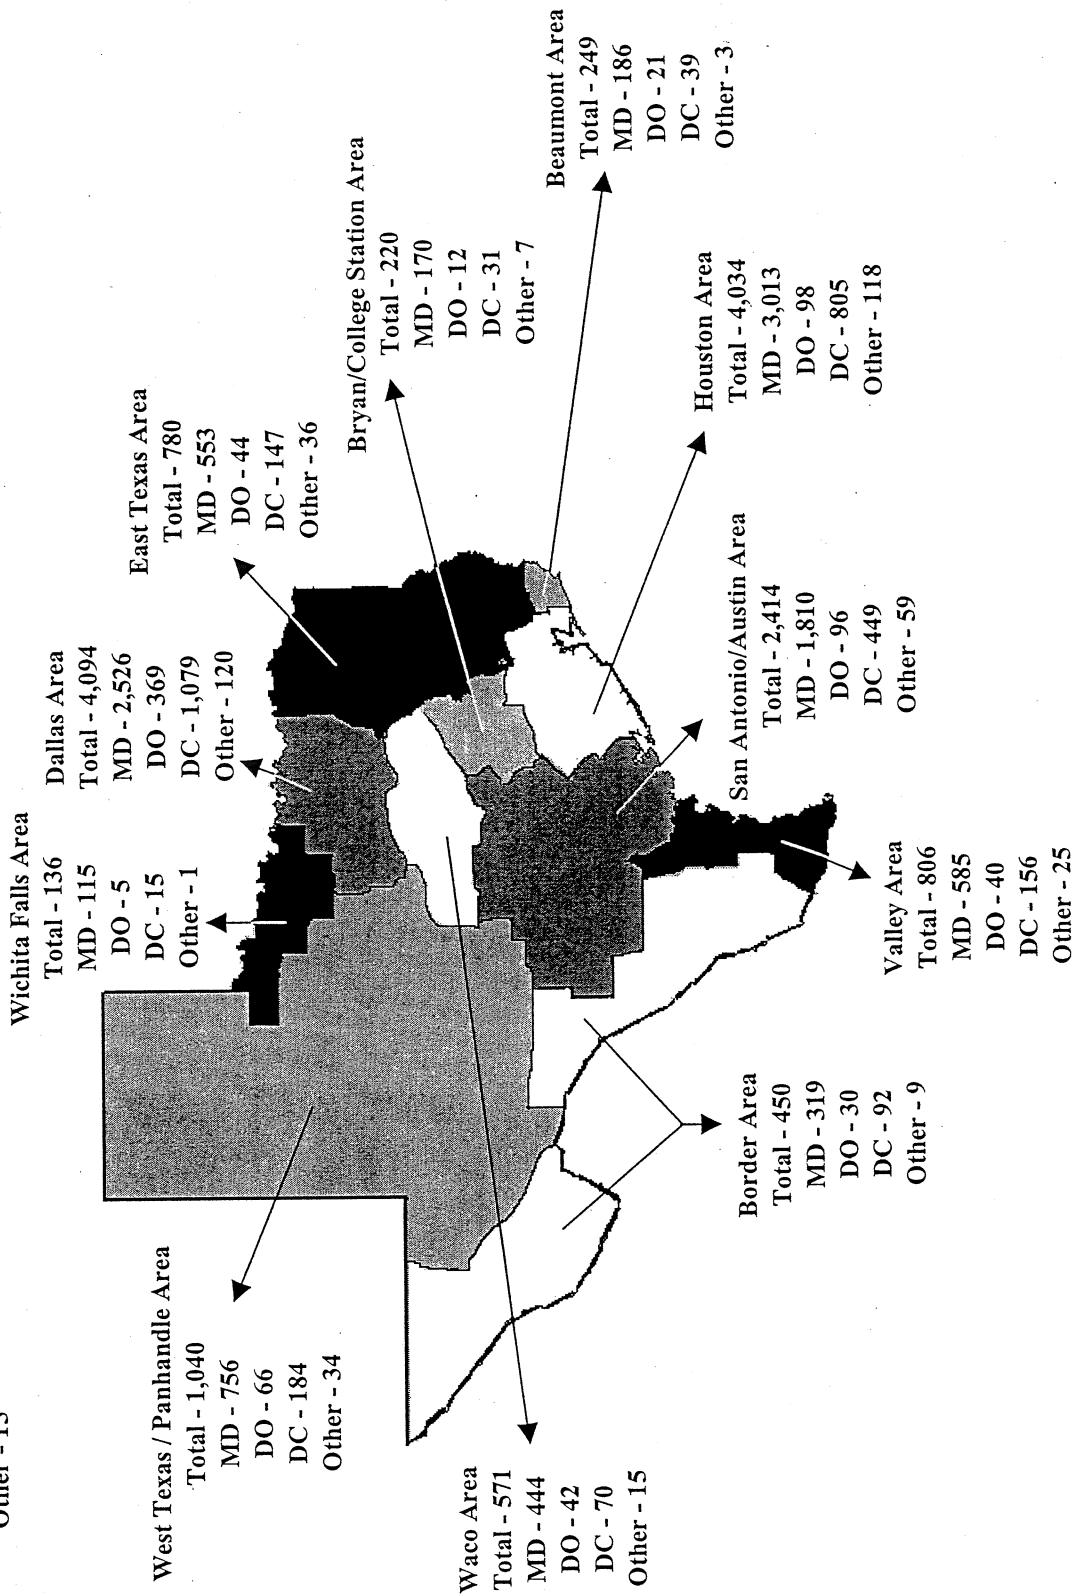 Other - 15
Wichita Falls Area
Total - 136
MD - 115
DO - 5
DC - 15
Other - 1
Dallas Area
Total - 4,094
MD - 2,526
DO - 369
DC - 1,079
Other - 120
East Texas Area
Total - 780
MD - 553
DO - 44
DC - 147
Other - 36
Bryan/College Station Area
Total - 220
MD - 170
DO - 12
DC - 31
Other - 7
Beaumont Area
Total - 249
MD - 186
DO - 21
DC - 39
Other - 3
West Texas / Panhandle Area
Total - 1,040
MD - 756
DO - 66
DC - 184
Other - 34
Waco Area
Total - 571
MD - 444
DO - 42
DC - 70
Other - 15
Border Area
Total - 450
MD - 319
DO - 30
DC - 92
Other - 9
Valley Area
Total - 806
MD - 585
DO - 40
DC - 156
Other - 25
San Antonio/Austin Area
Total - 2,414
MD - 1,810
DO - 96
DC - 449
Other - 59
Houston Area
Total - 4,034
MD - 3,013
DO - 98
DC - 805
Other - 118